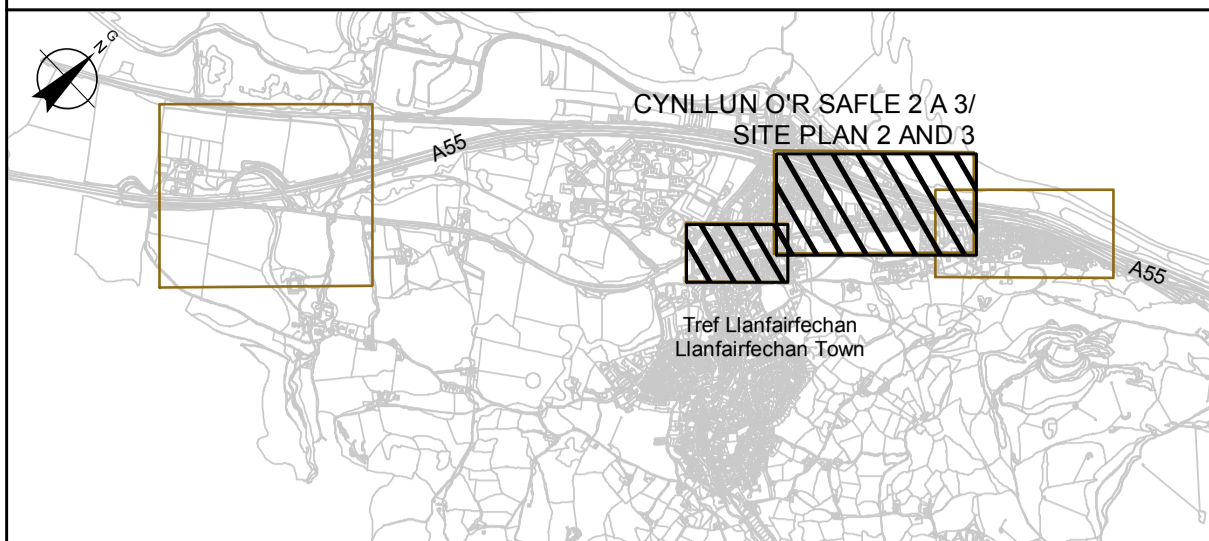 N G
CYNLLUN O'R SAFLE 2 A 3/
SITE PLAN 2 AND 3
A55
A55
Tref Llanfairfechan
Llanfairfechan Town